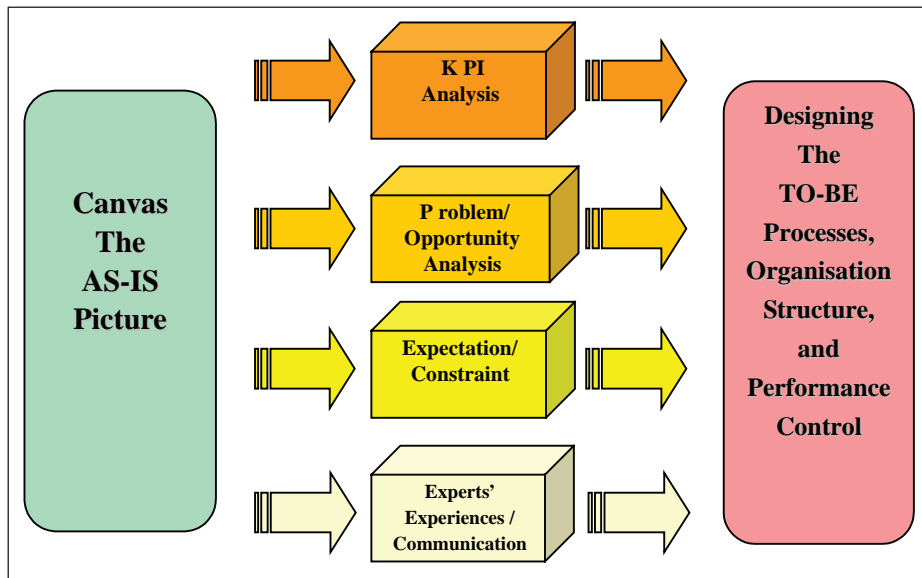 Canvas
The
AS-IS
Picture
K PI
Analysis
P roblem/
Opportunity
Analysis
Expectation/
Constraint
Experts’
Experiences /
Communication
Designing
The
TO-BE
Processes,
Organisation
Structure,
and
Performance
Control